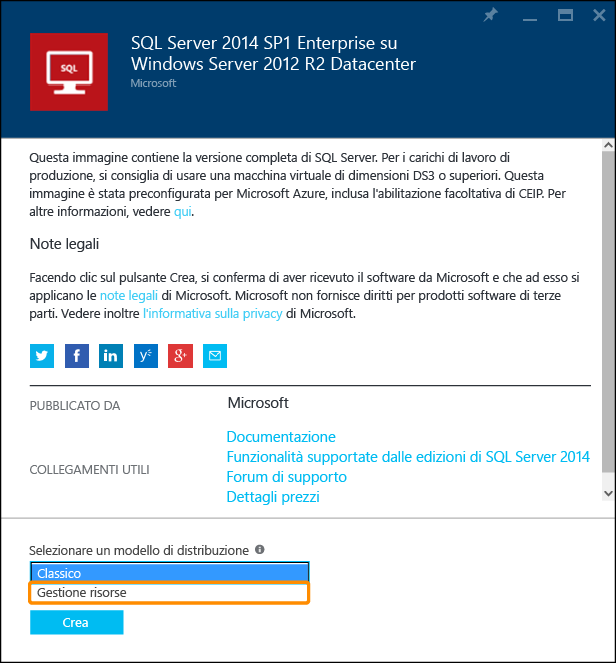 SQL
SQL Server 2014 SP1 Enterprise su
Windows Server 2012 R2 Datacenter
Microsoft
Questa immagine contiene la versione completa di SQL Server. Per i carichi di lavoro di
produzione, si consiglia di usare una macchina virtuale di dimensioni DS3 o superiori. Questa
immagine è stata preconfigurata per Microsoft Azure, inclusa l'abilitazione facoltativa di CEIP. Per
altre informazioni, vedere qui.
Note legali
Facendo clic sul pulsante Crea, si conferma di aver ricevuto il software da Microsoft e che ad esso si
applicano le note legali di Microsoft. Microsoft non fornisce diritti per prodotti software di terze
parti. Vedere inoltre l'informativa sulla privacy di Microsoft.
PUBBLICATO DA
Microsoft
COLLEGAMENTI UTILI
Documentazione
Funzionalità supportate dalle edizioni di SQL Server 2014
Forum di supporto
Dettagli prezzi
Selezionare un modello di distribuzione
Classico
Gestione risorse
Crea